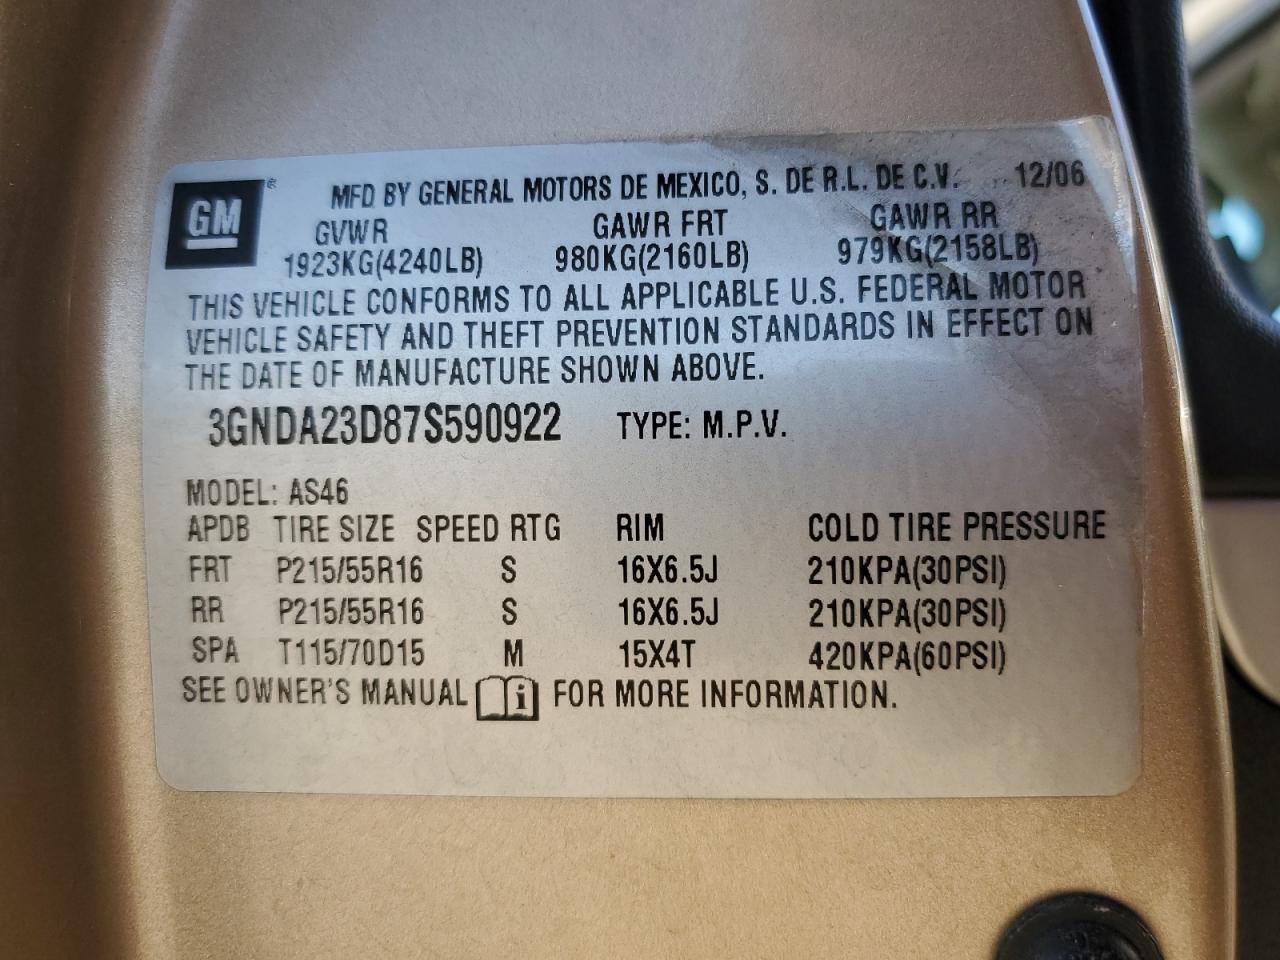 GM ® MFD BY GENERAL MOTORS DE MEXICO, S. DE R.L. DE C.V. 12/06
GVWR GAWR FRT GAWR RR
1923KG(4240LB) 980KG(2160LB) 979KG(2158LB)
THIS VEHICLE CONFORMS TO ALL APPLICABLE U.S. FEDERAL MOTOR
VEHICLE SAFETY AND THEFT PREVENTION STANDARDS IN EFFECT ON
THE DATE OF MANUFACTURE SHOWN ABOVE.
3GNDA23D87S590922 TYPE: M.P.V.
MODEL: AS46
APDB TIRE SIZE SPEED RTG RIM COLD TIRE PRESSURE
FRT P215/55R16 S 16X6.5J 210KPA(30PSI)
RR P215/55R16 S 16X6.5J 210KPA(30PSI)
SPA T115/70D15 M 15X4T 420KPA(60PSI)
SEE OWNER'S MANUAL i FOR MORE INFORMATION.